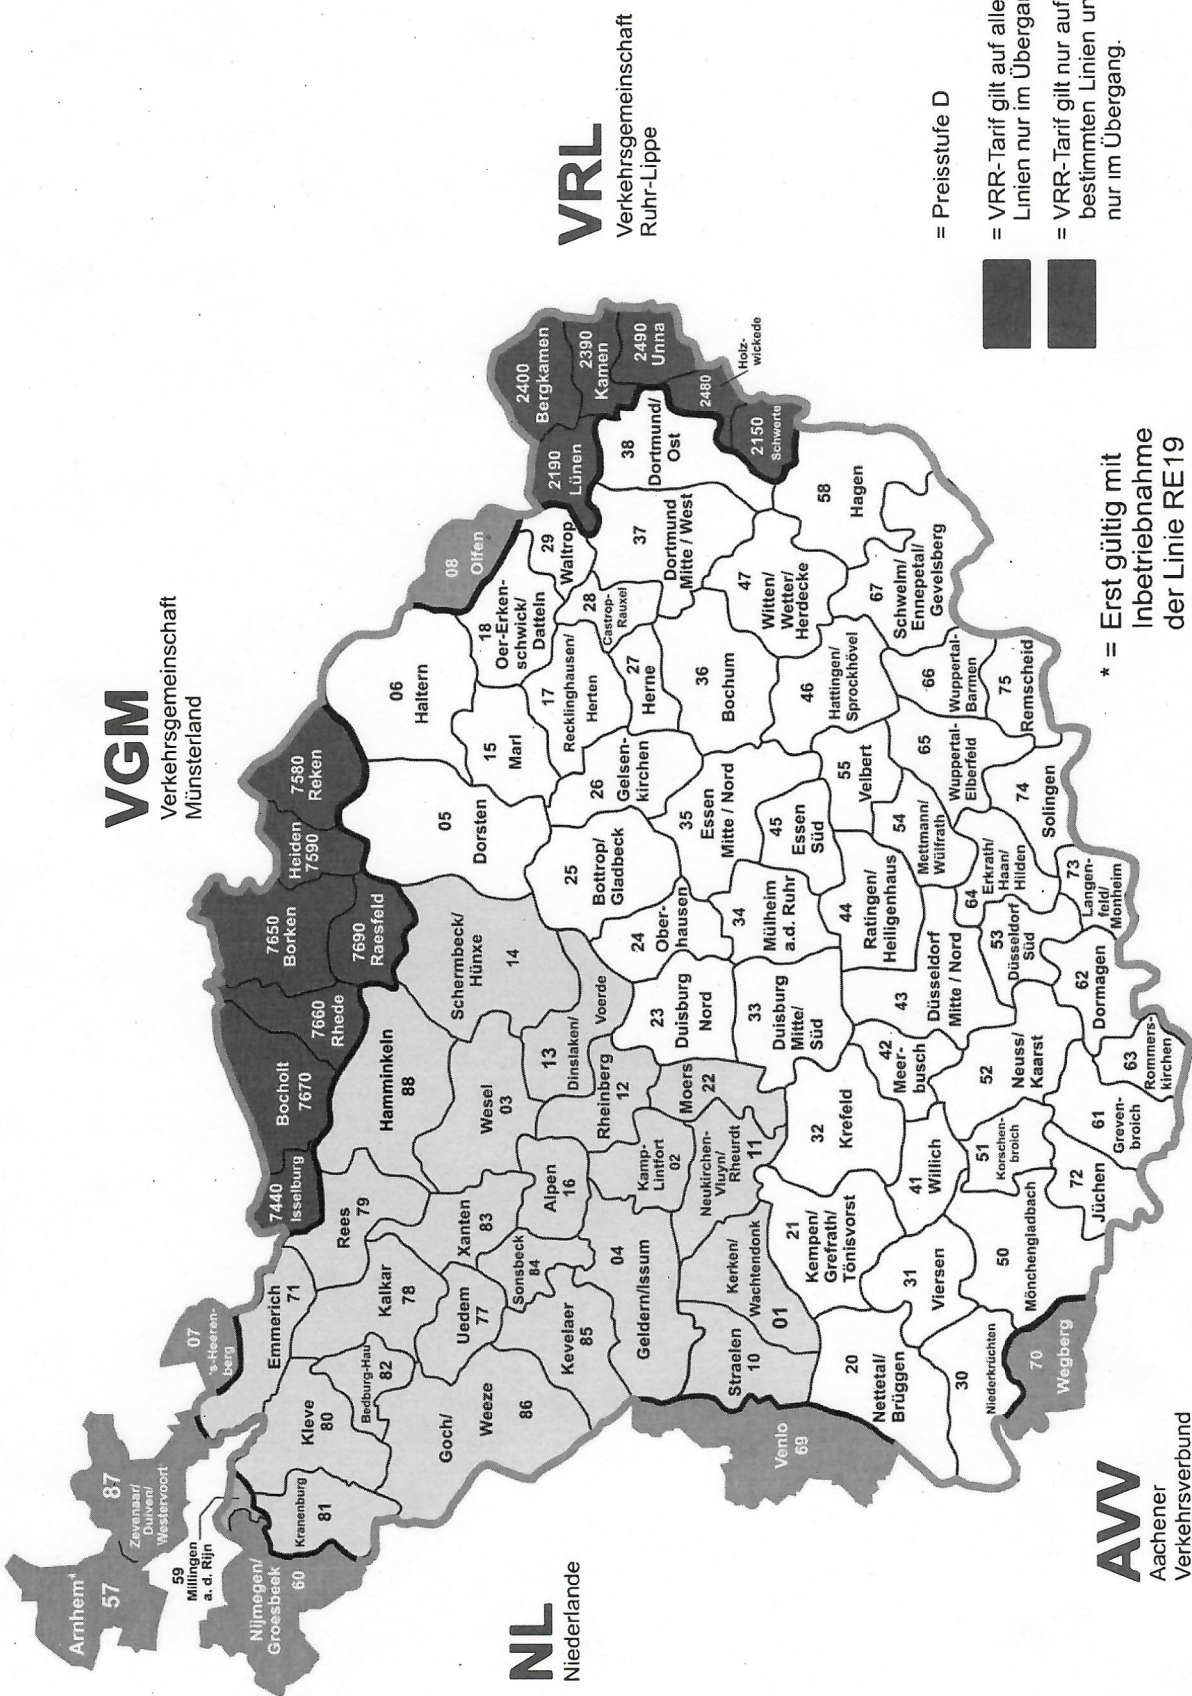 VGM
Verkehrsgemeinschaft
Münsterland
VRL
Verkehrsgemeinschaft
Ruhr-Lippe
NL
Niederlande
AVV
Aachener
Verkehrsverbund
Arnhem*
57
87
Zevenaar/
Duiven/
Westervoort
59
Millingen
a. d. Rijn
Nijmegen/
Groesbeek
60
07
's-Heeren-
berg
Emmerich
71
Kleve
80
Kranenburg
81
Bedburg-Hau
82
Kalkar
78
Rees
79
Goch/
Weeze
86
Uedem
77
Xanten
83
Sonsbeck
84
Kevelaer
85
Alpen
16
Geldern/Issum
04
Straelen
10
Kerken/
Wachtendonk
01
Venlo
69
7440
Isselburg
Bocholt
7670
7660
Rhede
7650
Borken
7690
Raesfeld
Heiden
7590
7580
Reken
Hamminkeln
88
Wesel
03
Schermbeck/
Hünxe
14
13
Dinslaken/
Voerde
Rheinberg
12
Kamp-
Lintfort
02
Moers
22
Neukirchen-
Vluyn/
Rheurdt
11
05
Dorsten
06
Haltern
08
Olfen
15
Marl
18
Oer-Erken-
schwick/
Datteln
29
Waltrop
17
Recklinghausen/
Herten
28
Castrop-
Rauxel
27
Herne
26
Gelsen-
kirchen
25
Bottrop/
Gladbeck
24
Ober-
hausen
23
Duisburg
Nord
33
Duisburg
Mitte/
Süd
34
Mülheim
a.d. Ruhr
35
Essen
Mitte / Nord
45
Essen
Süd
36
Bochum
37
Dortmund
Mitte / West
38
Dortmund/
Ost
2190
Lünen
2400
Bergkamen
2390
Kamen
2490
Unna
2480
Holz-
wickede
2150
Schwerte
47
Witten/
Wetter/
Herdecke
58
Hagen
46
Hattingen/
Sprockhövel
67
Schwelm/
Ennepetal/
Gevelsberg
55
Velbert
54
Mettmann/
Wülfrath
65
Wuppertal-
Elberfeld
66
Wuppertal-
Barmen
75
Remscheid
74
Solingen
44
Ratingen/
Heiligenhaus
64
Erkrath/
Haan/
Hilden
73
Langen-
feld/
Monheim
43
Düsseldorf
Mitte / Nord
53
Düsseldorf
Süd
62
Dormagen
42
Meer-
busch
52
Neuss/
Kaarst
63
Rommers-
kirchen
32
Krefeld
41
Willich
51
Korschen-
broich
61
Greven-
broich
72
Jüchen
21
Kempen/
Grefrath/
Tönisvorst
31
Viersen
50
Mönchengladbach
20
Nettetal/
Brüggen
30
Niederkrüchten
70
Wegberg
= Preisstufe D
= VRR-Tarif gilt auf alle
Linien nur im Überga
= VRR-Tarif gilt nur auf
bestimmten Linien un
nur im Übergang.
* = Erst gültig mit
Inbetriebnahme
der Linie RE19